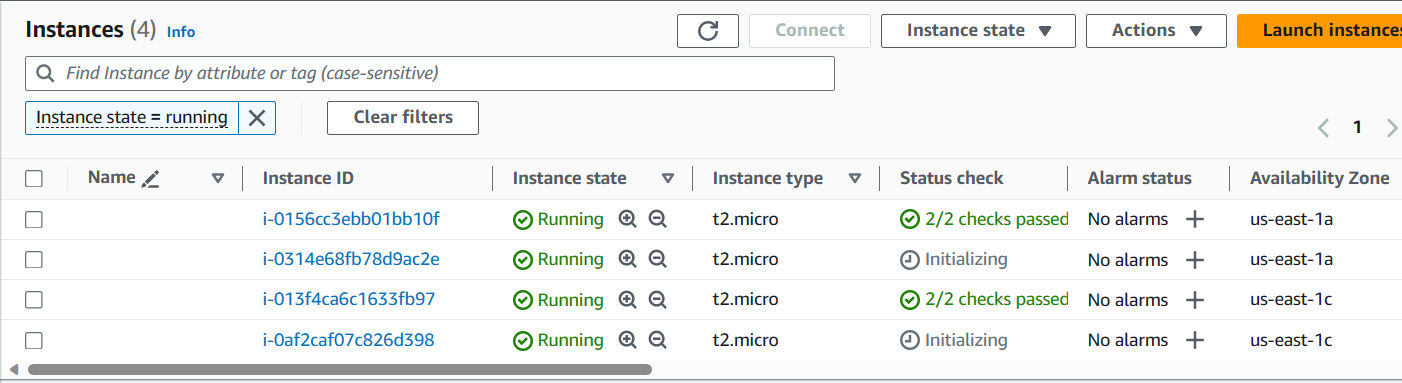 Instances (4) Info Connect Instance state Actions Launch instances
Find Instance by attribute or tag (case-sensitive)
Instance state = running Clear filters
1
Name Instance ID Instance state Instance type Status check Alarm status Availability Zone
i-0156cc3ebb01bb10f Running t2.micro 2/2 checks passed No alarms us-east-1a
i-0314e68fb78d9ac2e Running t2.micro Initializing No alarms us-east-1a
i-013f4ca6c1633fb97 Running t2.micro 2/2 checks passed No alarms us-east-1c
i-0af2caf07c826d398 Running t2.micro Initializing No alarms us-east-1c